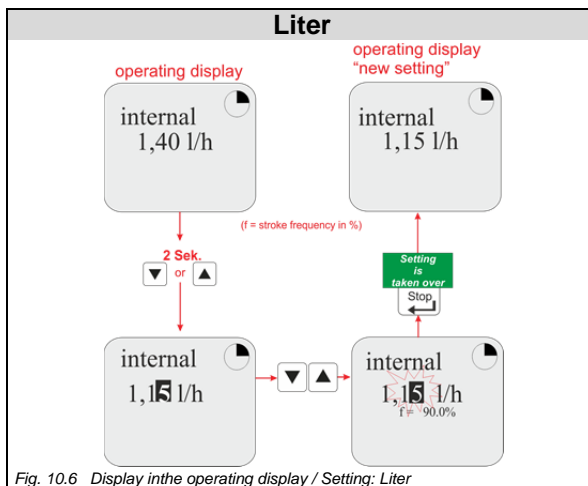 Liter
operating display
internal
1,40 l/h
operating display
"new setting"
internal
1,15 l/h
(f = stroke frequency in %)
2 Sek.
▼ or ▲
internal
1,15 l/h
▼ ▲
internal
1,15 l/h
f = 90.0%
Setting
is
taken over
Stop
Fig. 10.6 Display inthe operating display / Setting: Liter